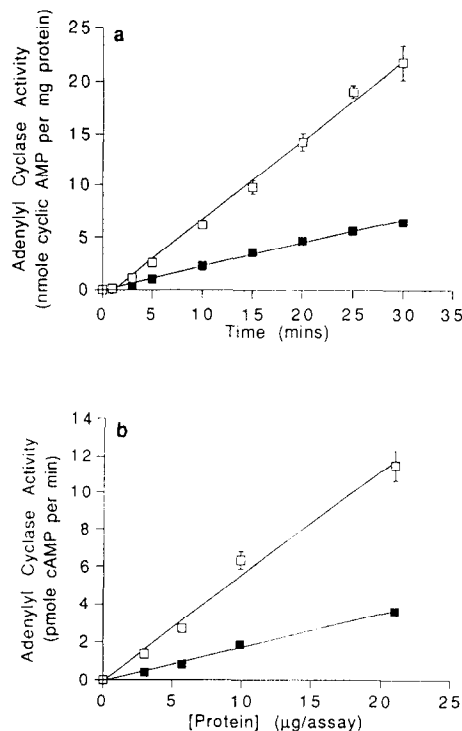 a
Adenylyl Cyclase Activity
(nmole cyclic AMP per mg protein)
25
20
15
10
5
0
0 5 10 15 20 25 30 35
Time (mins)
b
Adenylyl Cyclase Activity
(pmole cAMP per min)
14
12
10
8
6
4
2
0
0 5 10 15 20 25
[Protein] (µg/assay)